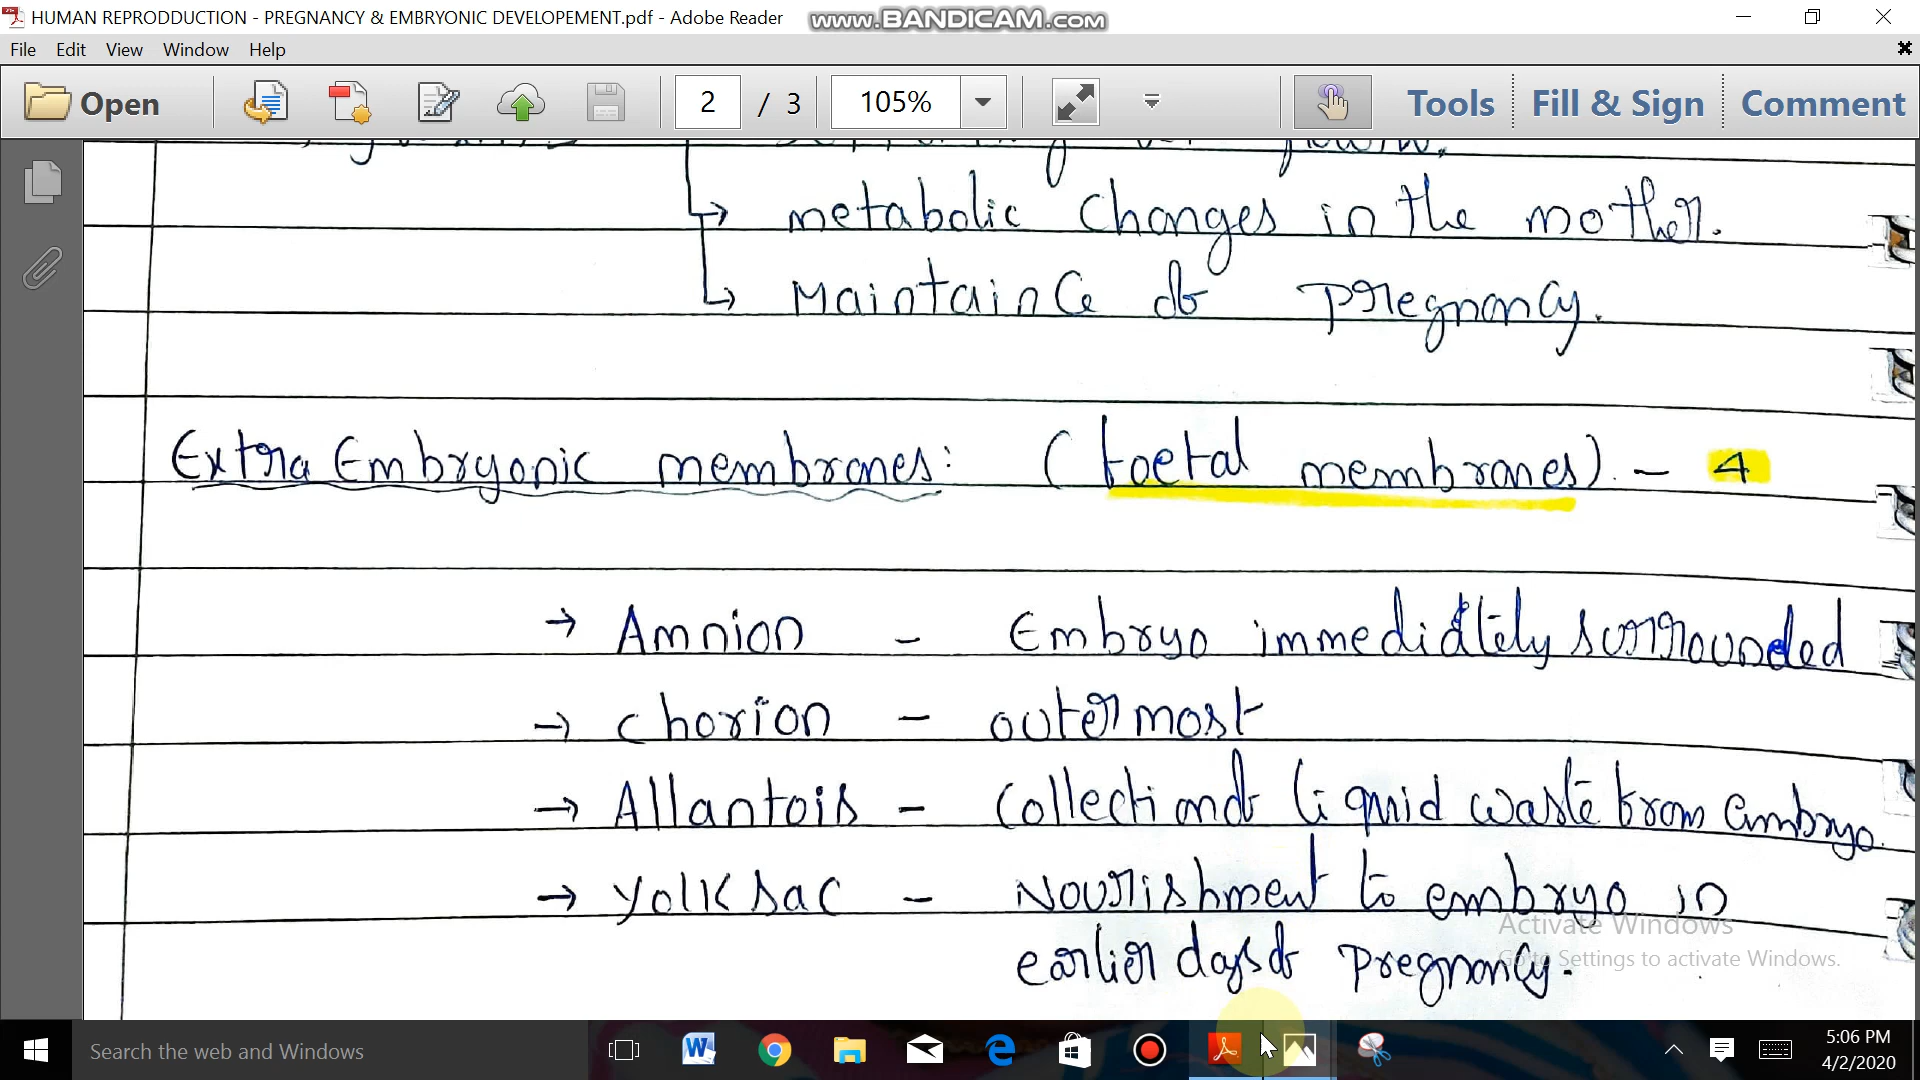 HUMAN REPRODDUCTION - PREGNANCY & EMBRYONIC DEVELOPEMENT.pdf - Adobe Reader
www.BANDICAM.com
File Edit View Window Help
Open 2 / 3 105% Tools Fill & Sign Comment
→ metabolic changes in the mother.
→ Maintaince of pregnancy.
Extra Embryonic membranes: (foetal membranes). - 4
→ Amnion - Embryo immediately surrounded
→ chorion - outermost
→ Allantois - Collection of liquid waste from embryo.
→ Yolk sac - Nourishment to embryo in
earlier days of pregnancy.
Activate Windows
Go to Settings to activate Windows.
Search the web and Windows
5:06 PM
4/2/2020